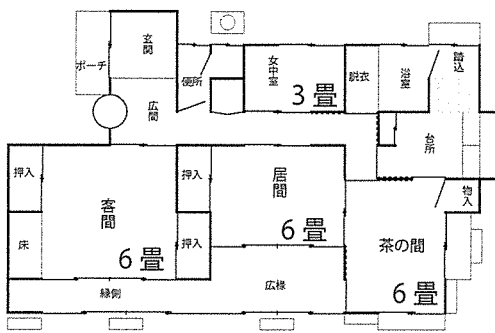 玄関
ポーチ
便所
女中室
3畳
脱衣
浴室
踏込
広間
台所
押入
押入
居間
6畳
物入
客間
6畳
床
押入
茶の間
6畳
縁側
広椽